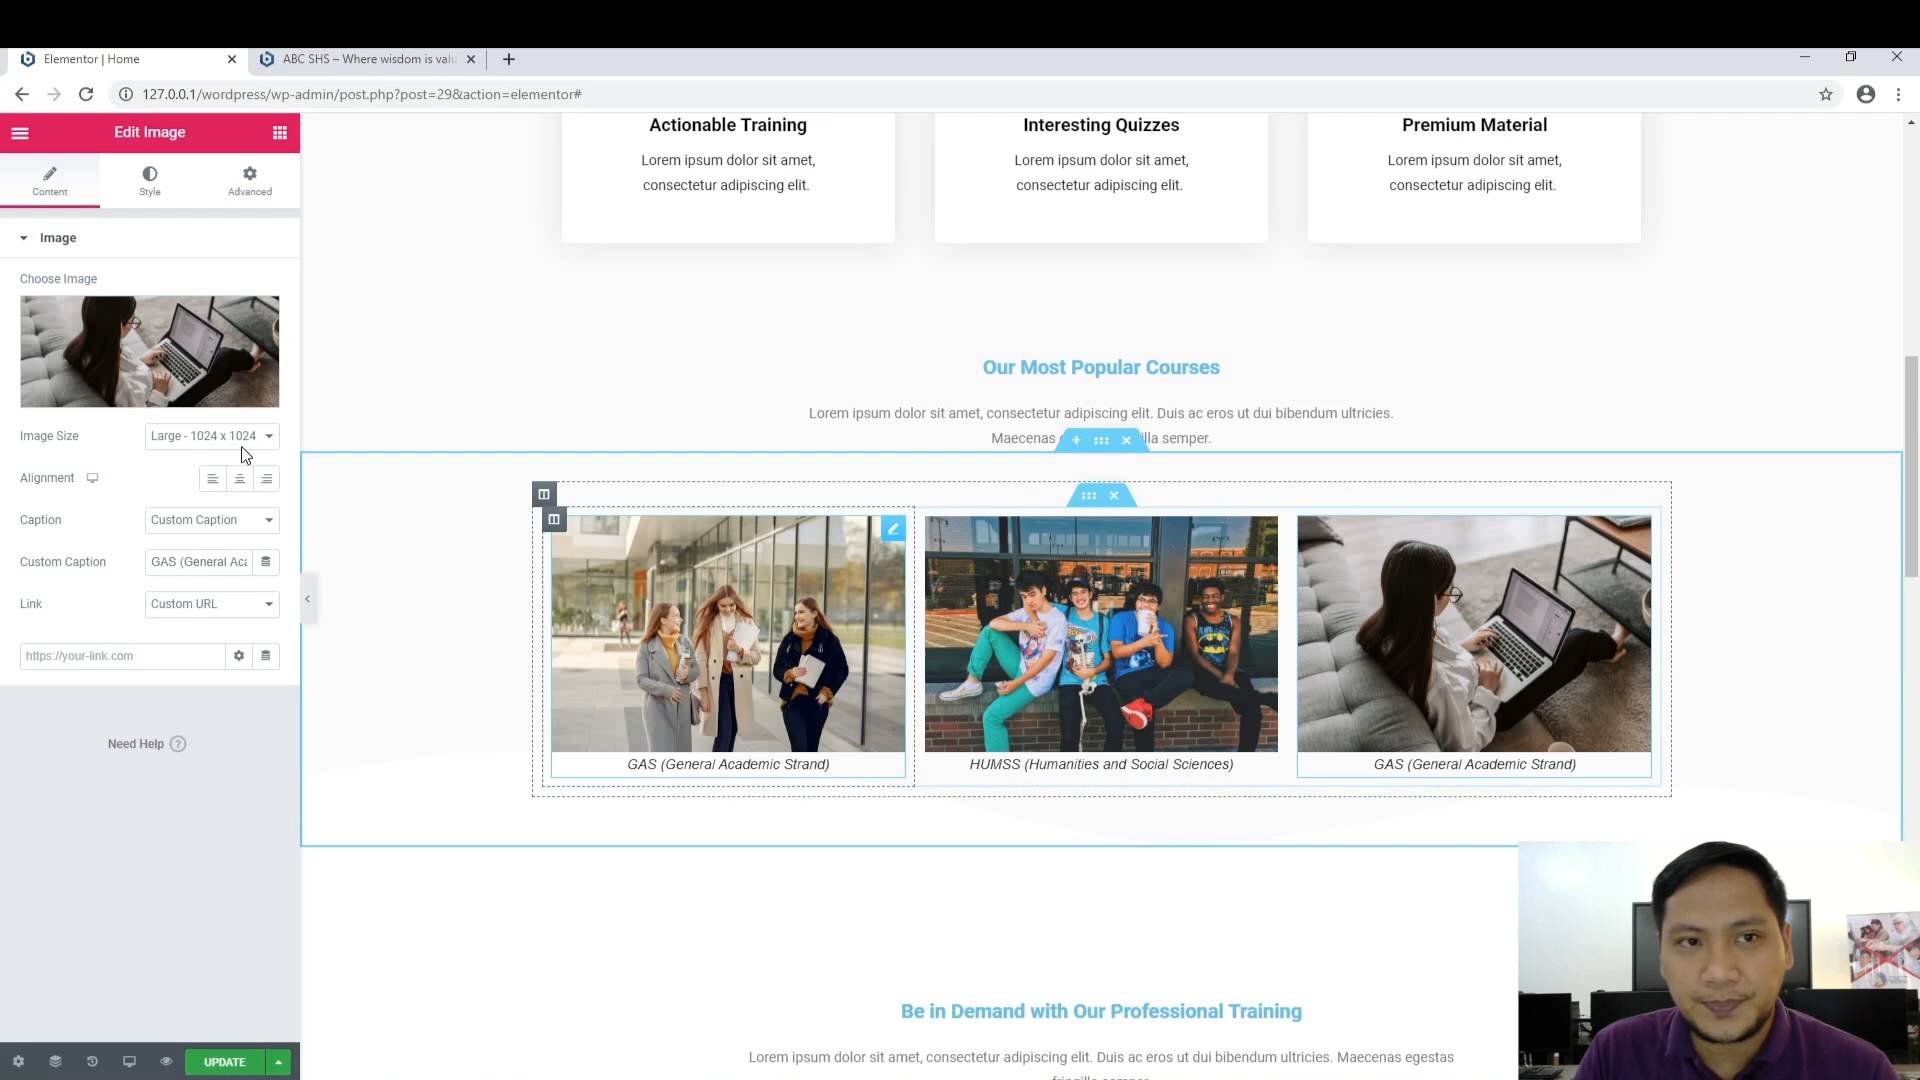 Elementor | Home
ABC SHS – Where wisdom is valu
127.0.0.1/wordpress/wp-admin/post.php?post=29&action=elementor#
Edit Image
Content
Style
Advanced
Image
Choose Image
Image Size
Large - 1024 x 1024
Alignment
Caption
Custom Caption
Custom Caption
GAS (General Aca
Link
Custom URL
https://your-link.com
Need Help
UPDATE
Actionable Training
Lorem ipsum dolor sit amet,
consectetur adipiscing elit.
Interesting Quizzes
Lorem ipsum dolor sit amet,
consectetur adipiscing elit.
Premium Material
Lorem ipsum dolor sit amet,
consectetur adipiscing elit.
Our Most Popular Courses
Lorem ipsum dolor sit amet, consectetur adipiscing elit. Duis ac eros ut dui bibendum ultricies.
Maecenas illa semper.
GAS (General Academic Strand)
HUMSS (Humanities and Social Sciences)
GAS (General Academic Strand)
Be in Demand with Our Professional Training
Lorem ipsum dolor sit amet, consectetur adipiscing elit. Duis ac eros ut dui bibendum ultricies. Maecenas egestas